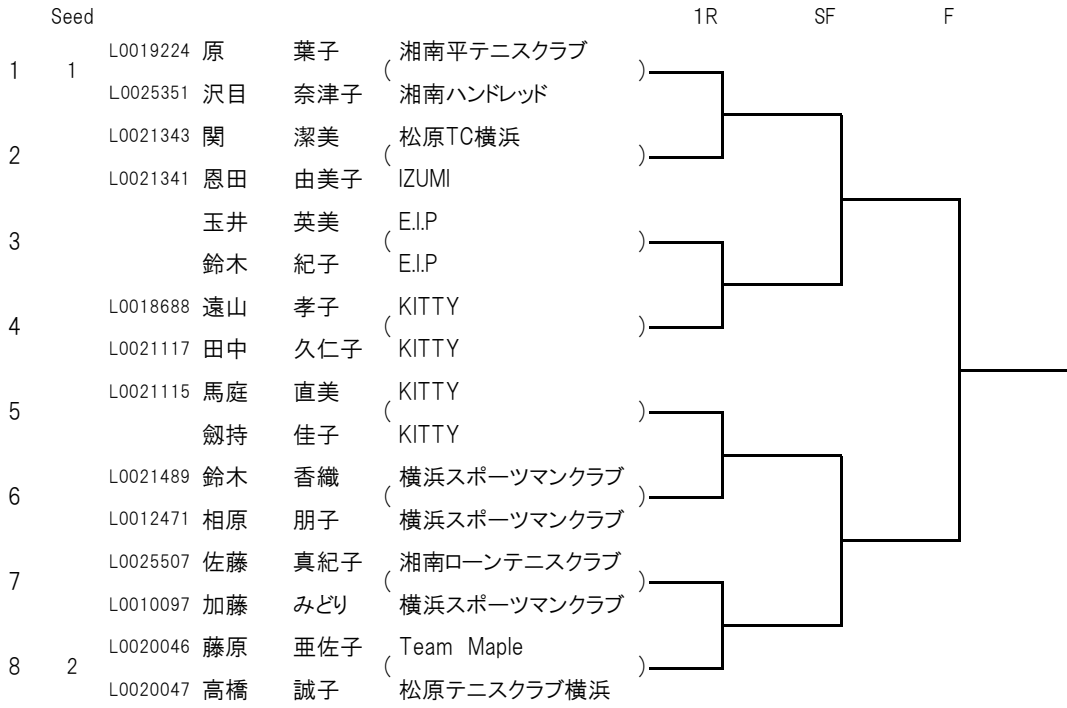 Seed 1R SF F
L0019224 原 葉子 湘南平テニスクラブ
1 1 ( )
L0025351 沢目 奈津子 湘南ハンドレッド
L0021343 関 潔美 松原TC横浜
2 ( )
L0021341 恩田 由美子 IZUMI
玉井 英美 E.I.P
3 ( )
鈴木 紀子 E.I.P
L0018688 遠山 孝子 KITTY
4 ( )
L0021117 田中 久仁子 KITTY
L0021115 馬庭 直美 KITTY
5 ( )
劔持 佳子 KITTY
L0021489 鈴木 香織 横浜スポーツマンクラブ
6 ( )
L0012471 相原 朋子 横浜スポーツマンクラブ
L0025507 佐藤 真紀子 湘南ローンテニスクラブ
7 ( )
L0010097 加藤 みどり 横浜スポーツマンクラブ
L0020046 藤原 亜佐子 Team Maple
8 2 ( )
L0020047 高橋 誠子 松原テニスクラブ横浜